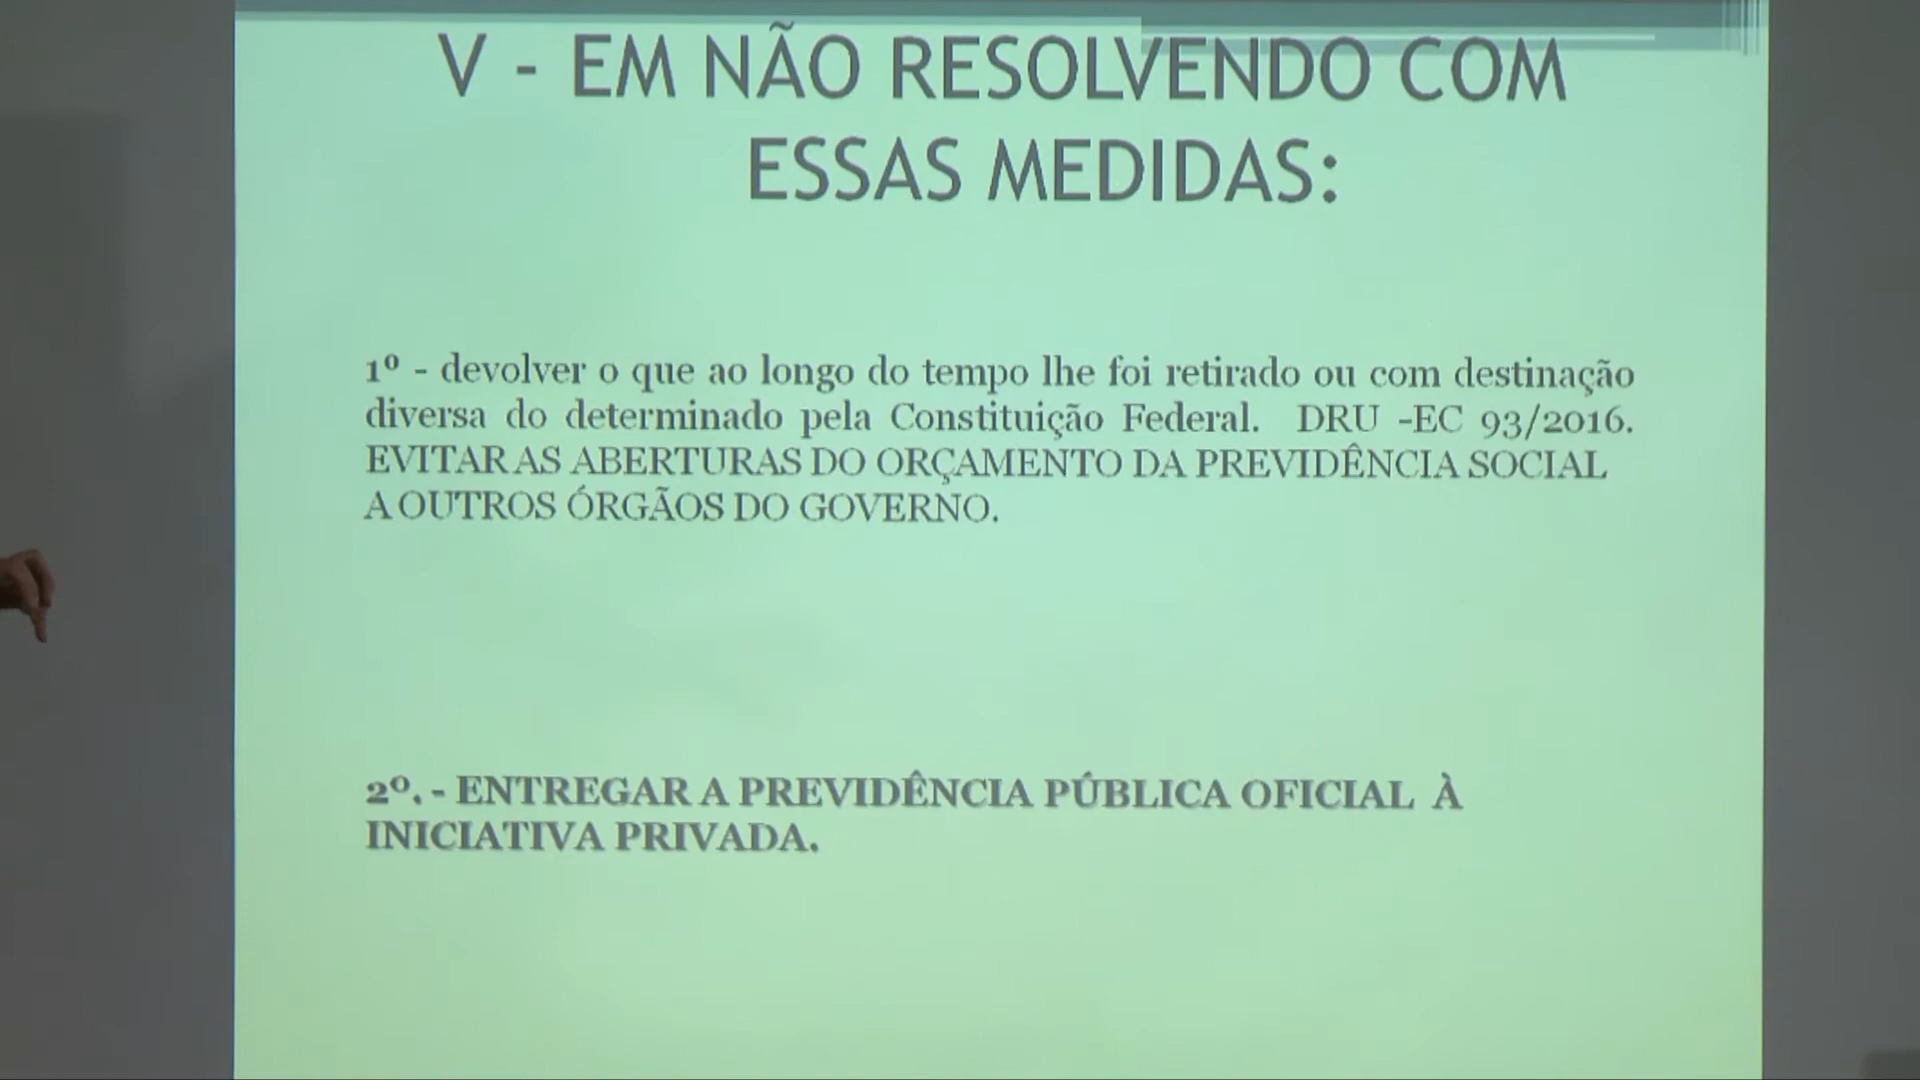 V - EM NÃO RESOLVENDO COM
ESSAS MEDIDAS:
1º - devolver o que ao longo do tempo lhe foi retirado ou com destinação
diversa do determinado pela Constituição Federal. DRU -EC 93/2016.
EVITAR AS ABERTURAS DO ORÇAMENTO DA PREVIDÊNCIA SOCIAL
A OUTROS ÓRGÃOS DO GOVERNO.
2º. - ENTREGAR A PREVIDÊNCIA PÚBLICA OFICIAL À
INICIATIVA PRIVADA.